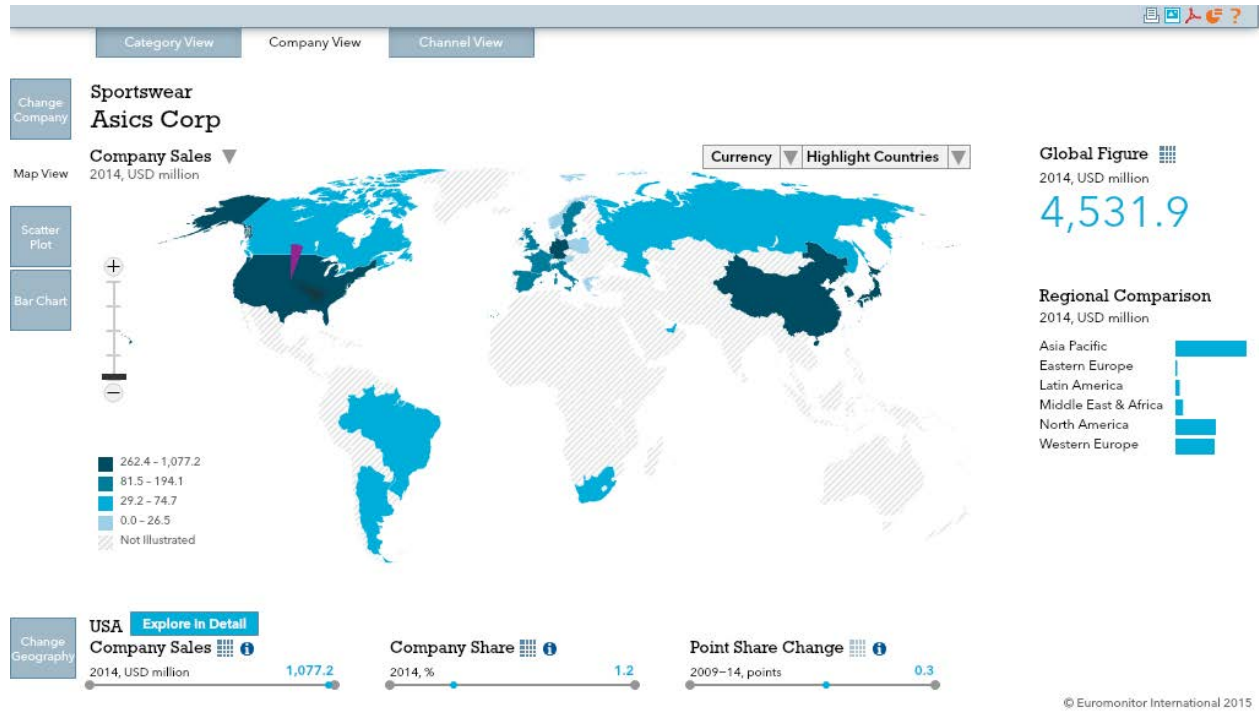 Category View
Company View
Channel View
?
Change
Company
Map View
Scatter
Plot
Bar Chart
Sportswear
Asics Corp
Company Sales
2014, USD million
Currency
Highlight Countries
+
−
262.4 – 1,077.2
81.5 – 194.1
29.2 – 74.7
0.0 – 26.5
Not Illustrated
Global Figure
2014, USD million
4,531.9
Regional Comparison
2014, USD million
Asia Pacific
Eastern Europe
Latin America
Middle East & Africa
North America
Western Europe
Change
Geography
USA Explore in Detail
Company Sales i
2014, USD million 1,077.2
Company Share i
2014, % 1.2
Point Share Change i
2009–14, points 0.3
© Euromonitor International 2015